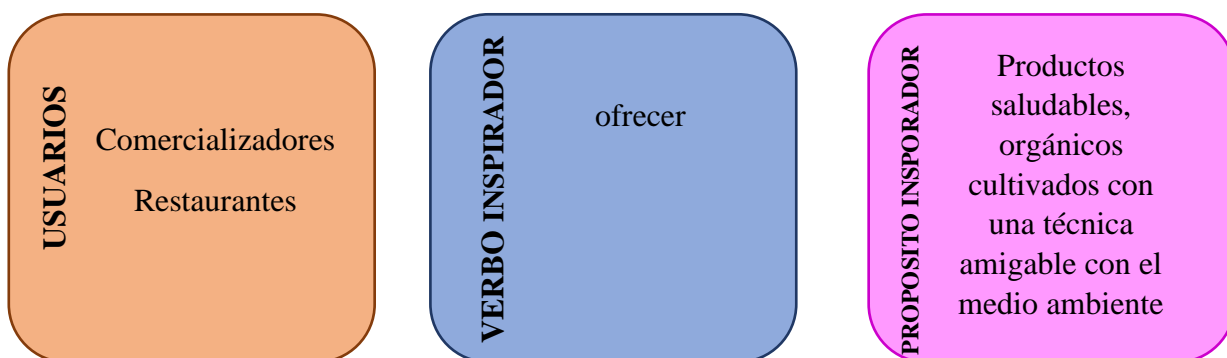 USUARIOS
Comercializadores
Restaurantes
VERBO INSPIRADOR
ofrecer
PROPOSITO INSPORADOR
Productos
saludables,
orgánicos
cultivados con
una técnica
amigable con el
medio ambiente